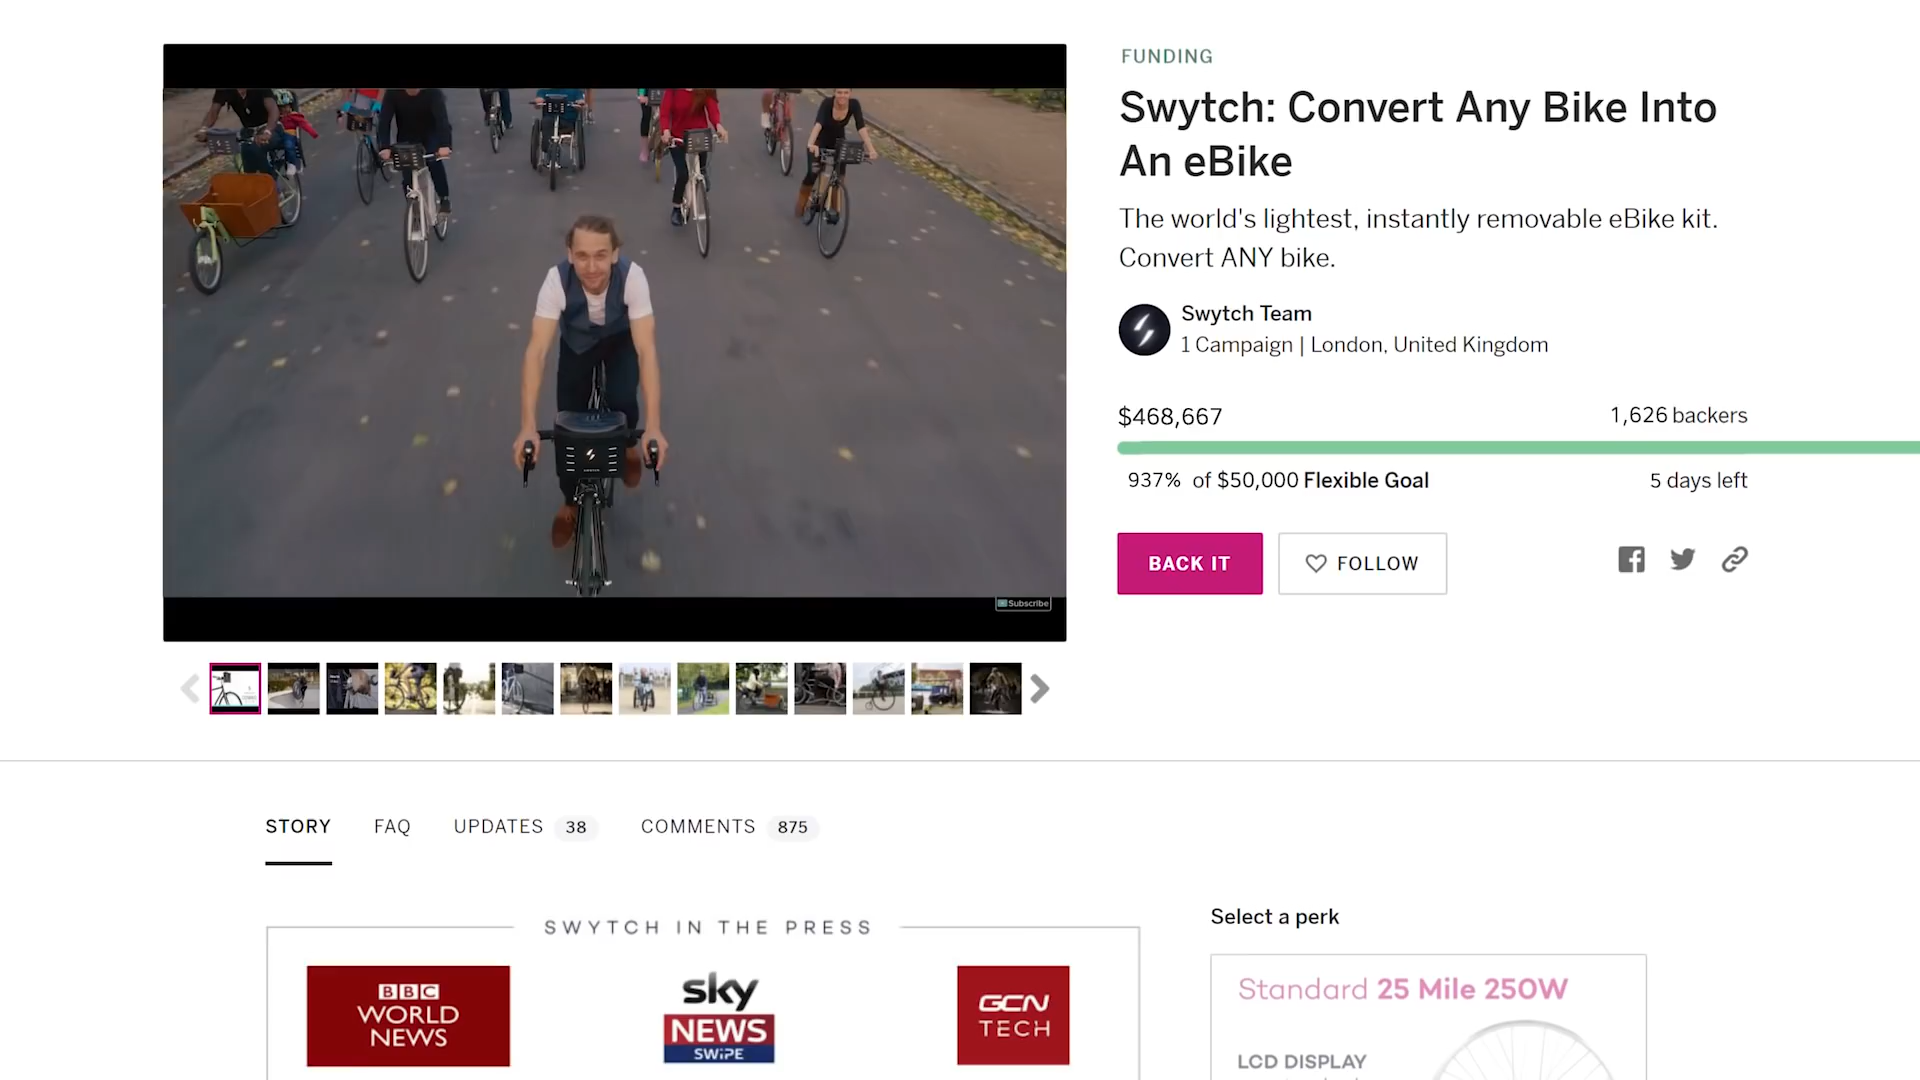 FUNDING
Swytch: Convert Any Bike Into
An eBike
The world's lightest, instantly removable eBike kit.
Convert ANY bike.
Swytch Team
1 Campaign | London, United Kingdom
$468,667
1,626 backers
937% of $50,000 Flexible Goal
5 days left
BACK IT
FOLLOW
Subscribe
STORY
FAQ
UPDATES 38
COMMENTS 875
SWYTCH IN THE PRESS
BBC
WORLD
NEWS
sky
NEWS
SWIPE
GCN
TECH
Select a perk
Standard 25 Mile 250W
LCD DISPLAY